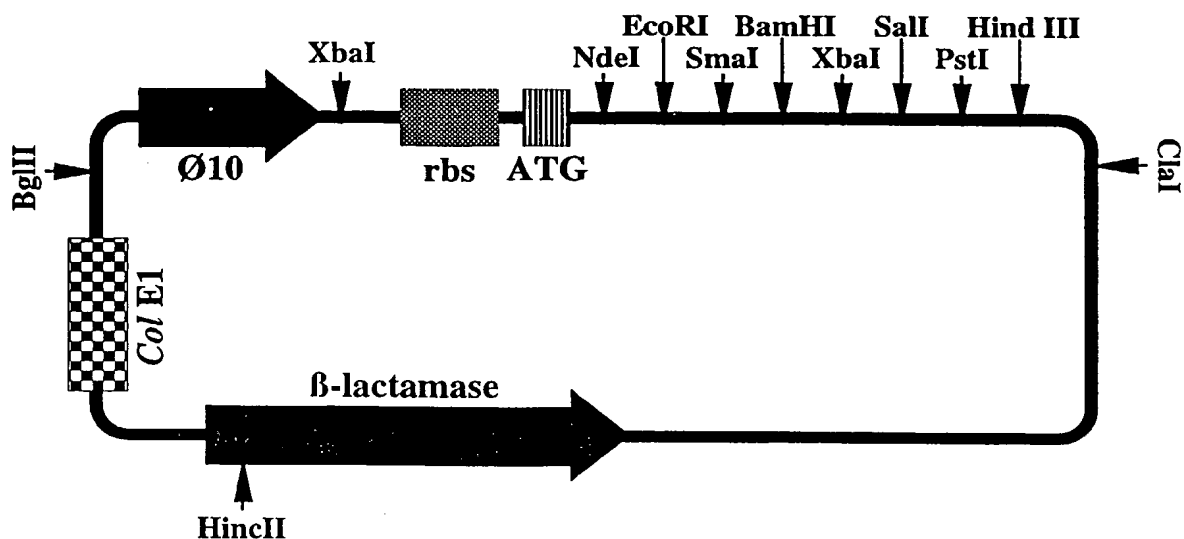 EcoRI
BamHI
SalI
Hind III
XbaI
NdeI
SmaI
XbaI
PstI
Ø10
rbs
ATG
BglII
ClaI
Col E1
ß-lactamase
HincII